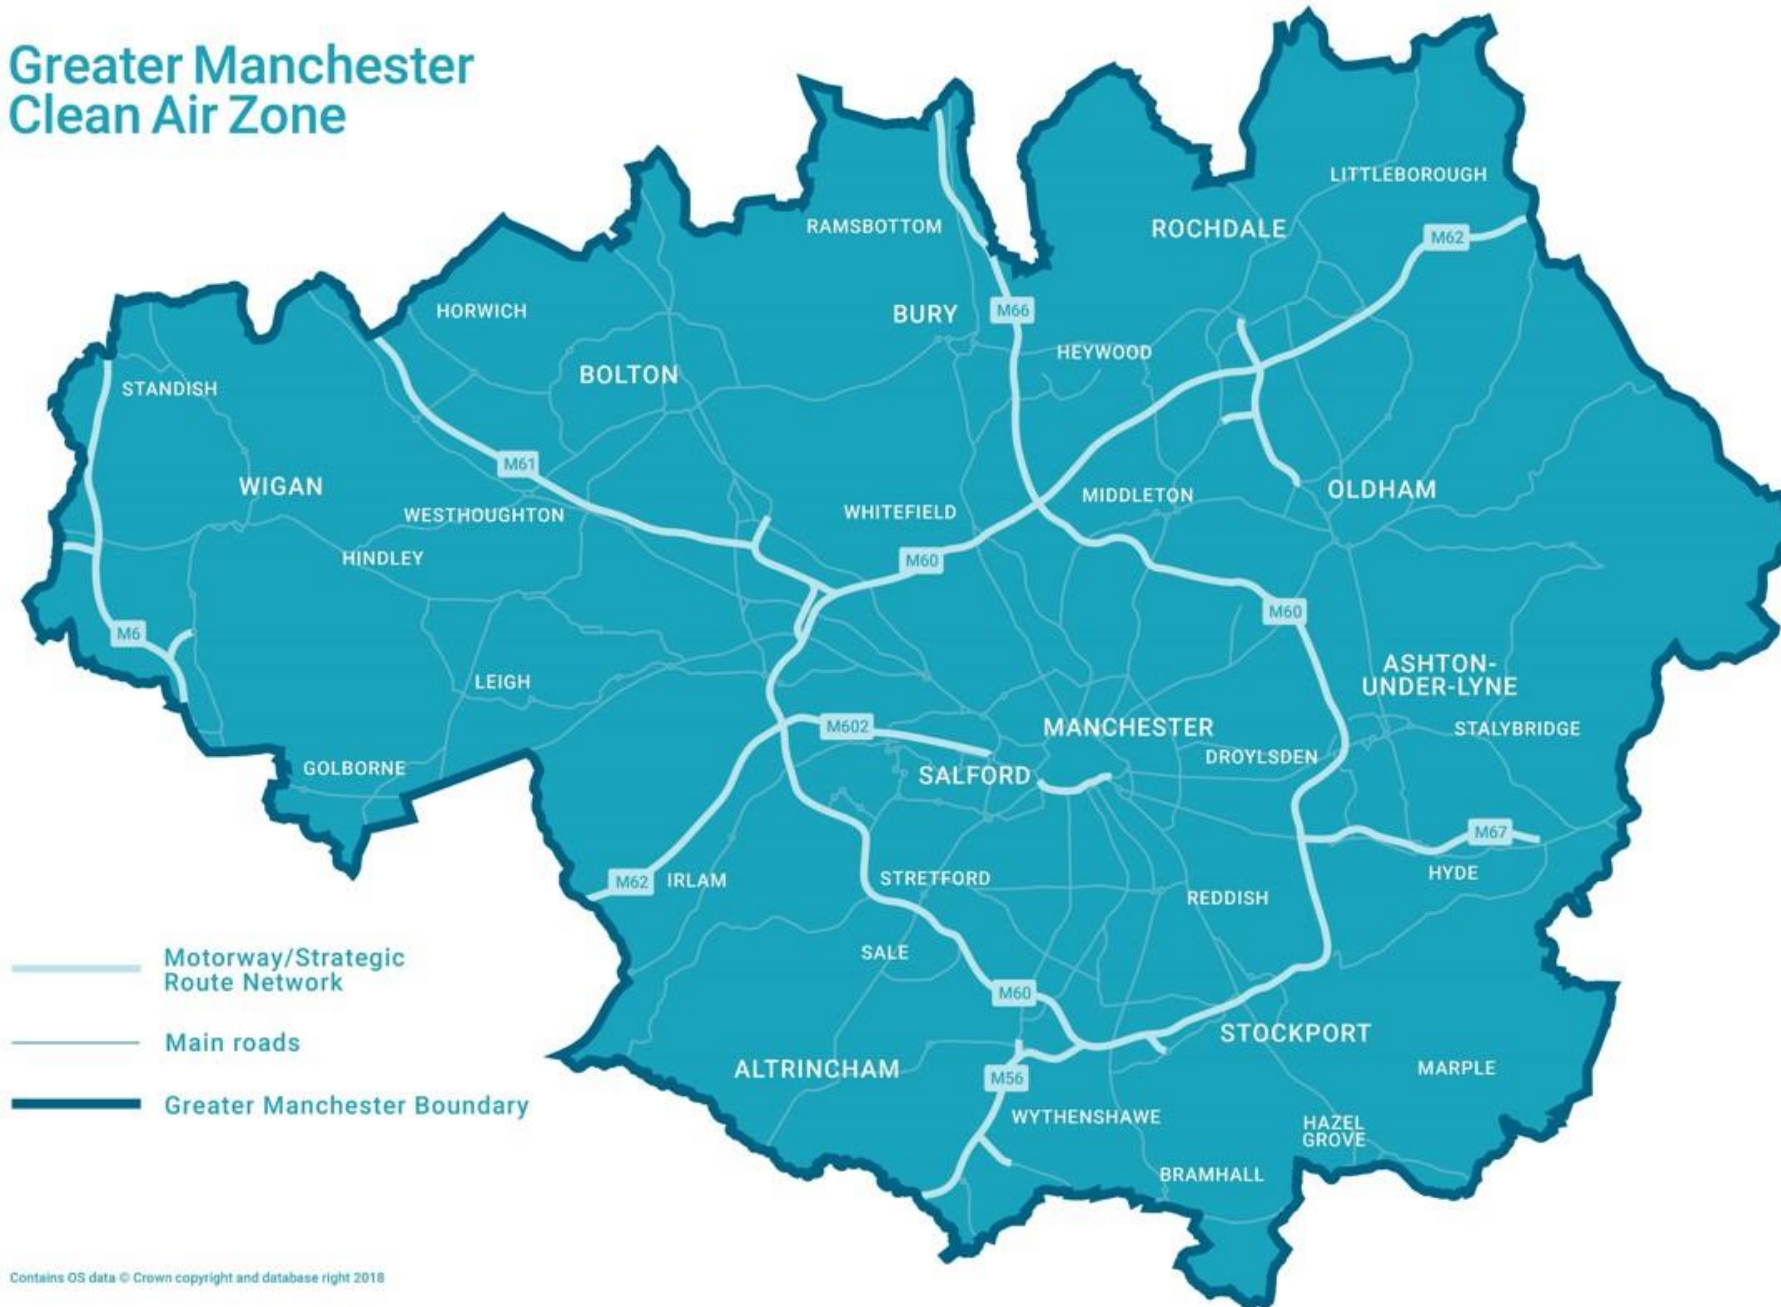 Greater Manchester
Clean Air Zone
LITTLEBOROUGH
RAMSBOTTOM
ROCHDALE
M62
HORWICH
BURY
M66
HEYWOOD
BOLTON
STANDISH
M61
WIGAN
WESTHOUGHTON
WHITEFIELD
MIDDLETON
OLDHAM
HINDLEY
M60
M60
M6
ASHTON-
UNDER-LYNE
LEIGH
M602
MANCHESTER
STALYBRIDGE
DROYLSDEN
GOLBORNE
SALFORD
M67
M62
IRLAM
STRETFORD
HYDE
REDDISH
SALE
M60
STOCKPORT
ALTRINCHAM
M56
MARPLE
WYTHENSHAWE
HAZEL
GROVE
BRAMHALL
Motorway/Strategic
Route Network
Main roads
Greater Manchester Boundary
Contains OS data © Crown copyright and database right 2018